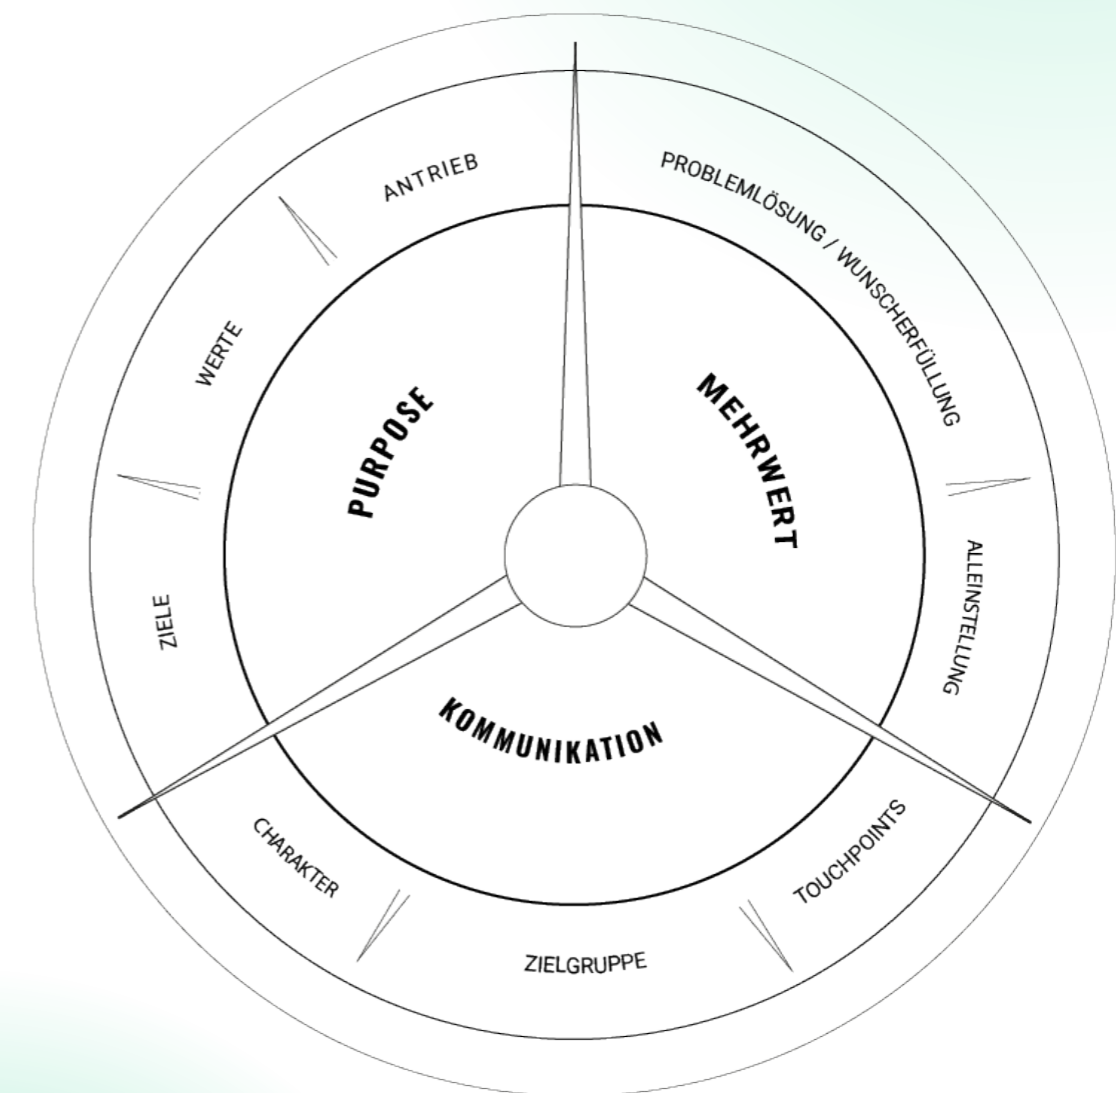 ANTRIEB
PROBLEMLÖSUNG / WUNSCHERFÜLLUNG
WERTE
PURPOSE
MEHRWERT
ZIELE
ALLEINSTELLUNG
KOMMUNIKATION
CHARAKTER
TOUCHPOINTS
ZIELGRUPPE